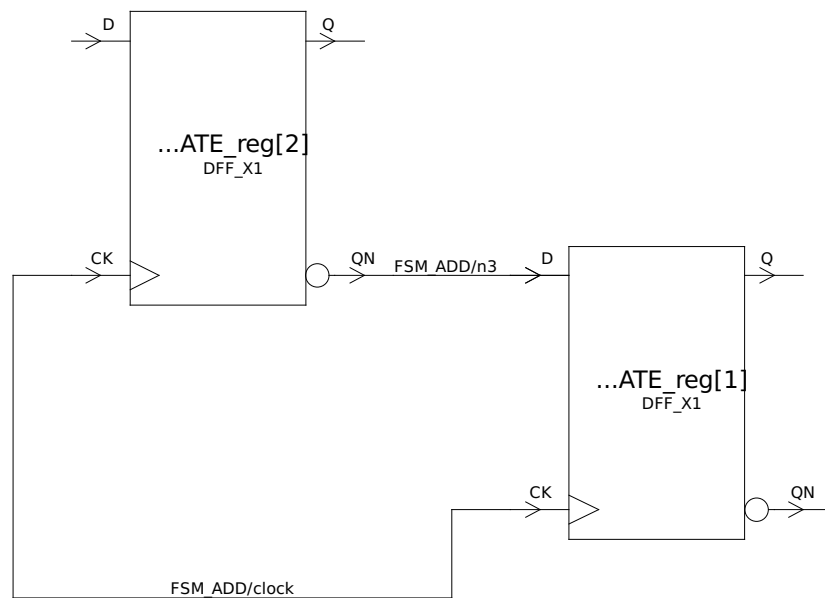 D
Q
...ATE_reg[2]
DFF_X1
CK
QN
FSM_ADD/n3
D
Q
...ATE_reg[1]
DFF_X1
CK
QN
FSM_ADD/clock